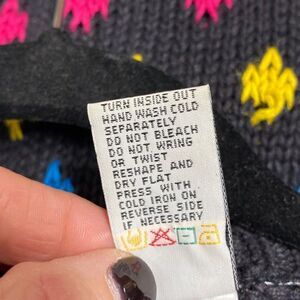 TURN INSIDE OUT
HAND WASH COLD
SEPARATELY
DO NOT BLEACH
DO NOT WRING
OR TWIST
RESHAPE AND
DRY FLAT
PRESS WITH
COLD IRON ON
REVERSE SIDE
IF NECESSARY